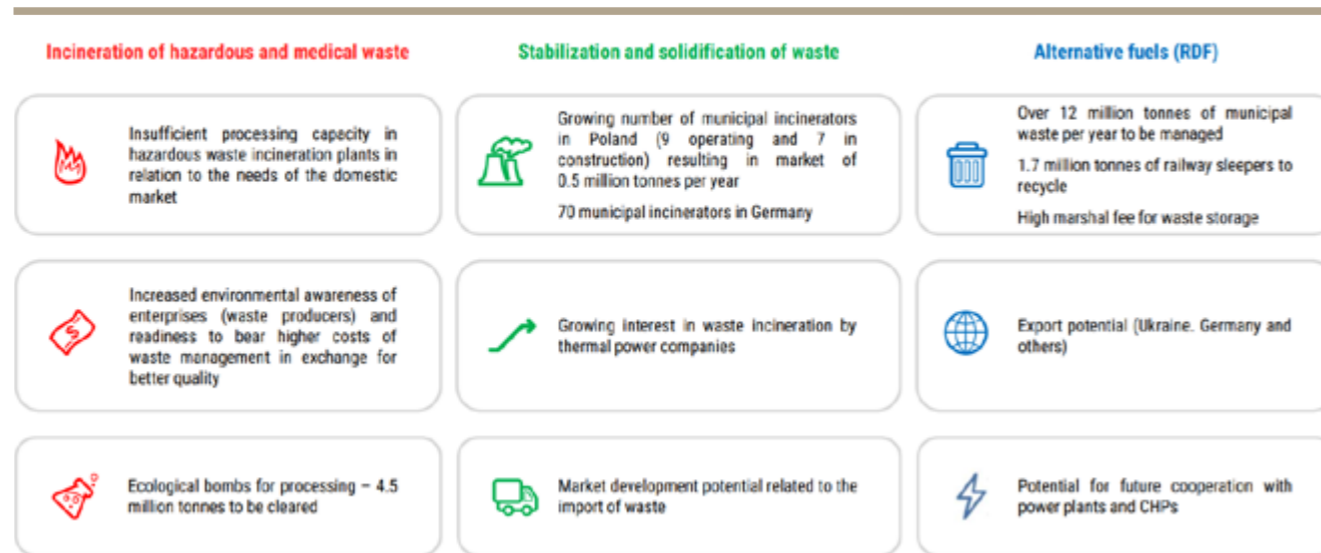 Incineration of hazardous and medical waste
Stabilization and solidification of waste
Alternative fuels (RDF)
Insufficient processing capacity in
hazardous waste incineration plants in
relation to the needs of the domestic
market
Growing number of municipal incinerators
in Poland (9 operating and 7 in
construction) resulting in market of
0.5 million tonnes per year
70 municipal incinerators in Germany
Over 12 million tonnes of municipal
waste per year to be managed
1.7 million tonnes of railway sleepers to
recycle
High marshal fee for waste storage
Increased environmental awareness of
enterprises (waste producers) and
readiness to bear higher costs of
waste management in exchange for
better quality
Growing interest in waste incineration by
thermal power companies
Export potential (Ukraine. Germany and
others)
Ecological bombs for processing – 4.5
million tonnes to be cleared
Market development potential related to the
import of waste
Potential for future cooperation with
power plants and CHPs